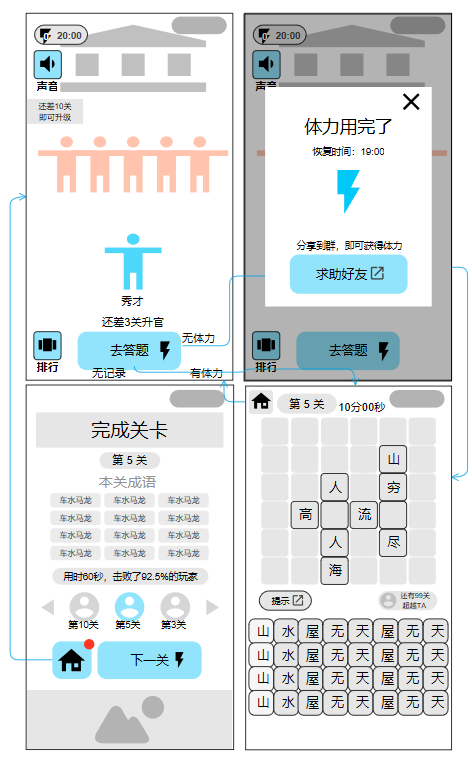 20:00
声音
还差10关
即可升级
秀才
还差3关升官
去答题
无体力
排行
无记录
有体力
20:00
声音
体力用完了
恢复时间：19:00
分享到群，即可获得体力
求助好友
去答题
排行
完成关卡
第 5 关
本关成语
车水马龙 车水马龙 车水马龙
车水马龙 车水马龙 车水马龙
车水马龙 车水马龙 车水马龙
车水马龙 车水马龙 车水马龙
用时60秒，击败了92.5%的玩家
第10关 第5关 第3关
下一关
第 5 关
10分00秒
山
人 穷
高 流
人 尽
海
提示
还有99关
超越TA
山 水 屋 无 天 屋 无 天
山 水 屋 无 天 屋 无 天
山 水 屋 无 天 屋 无 天
山 水 屋 无 天 屋 无 天